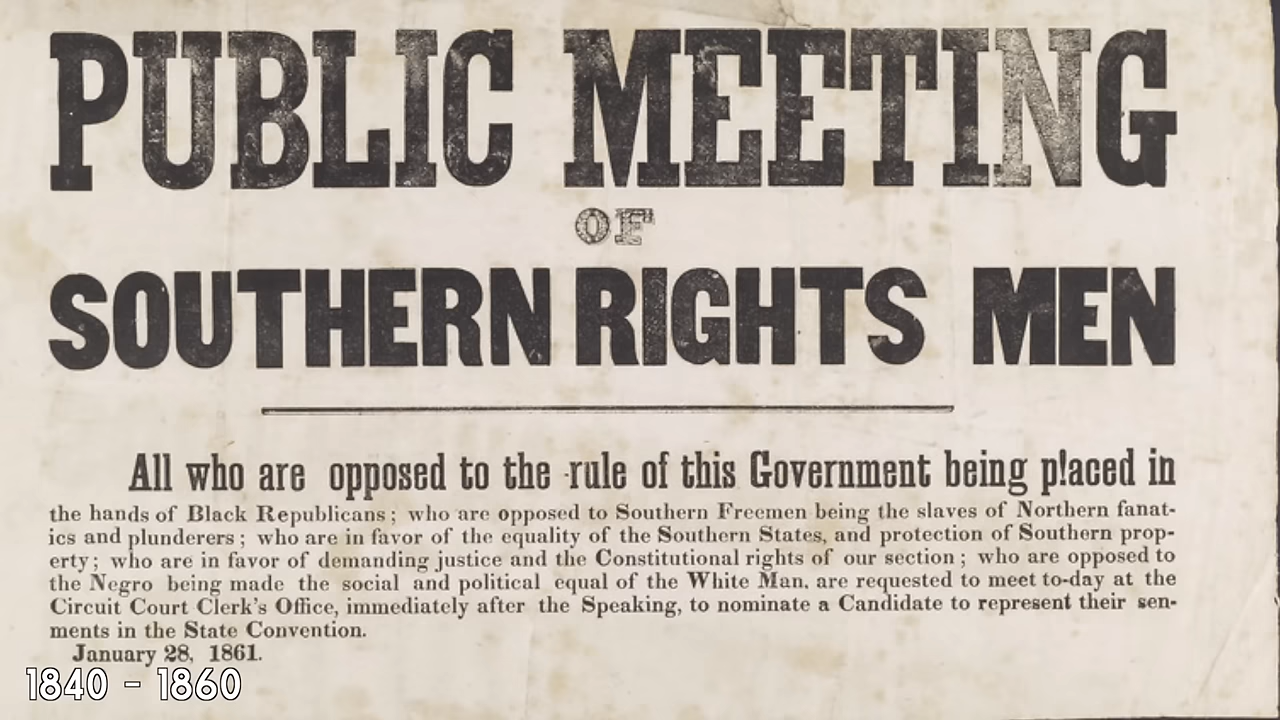 PUBLIC MEETING
OF
SOUTHERN RIGHTS MEN
All who are opposed to the rule of this Government being placed in
the hands of Black Republicans; who are opposed to Southern Freemen being the slaves of Northern fanat-
ics and plunderers; who are in favor of the equality of the Southern States, and protection of Southern prop-
erty; who are in favor of demanding justice and the Constitutional rights of our section; who are opposed to
the Negro being made the social and political equal of the White Man, are requested to meet to-day at the
Circuit Court Clerk's Office, immediately after the Speaking, to nominate a Candidate to represent their sen-
ments in the State Convention.
January 28, 1861.
1840 - 1860